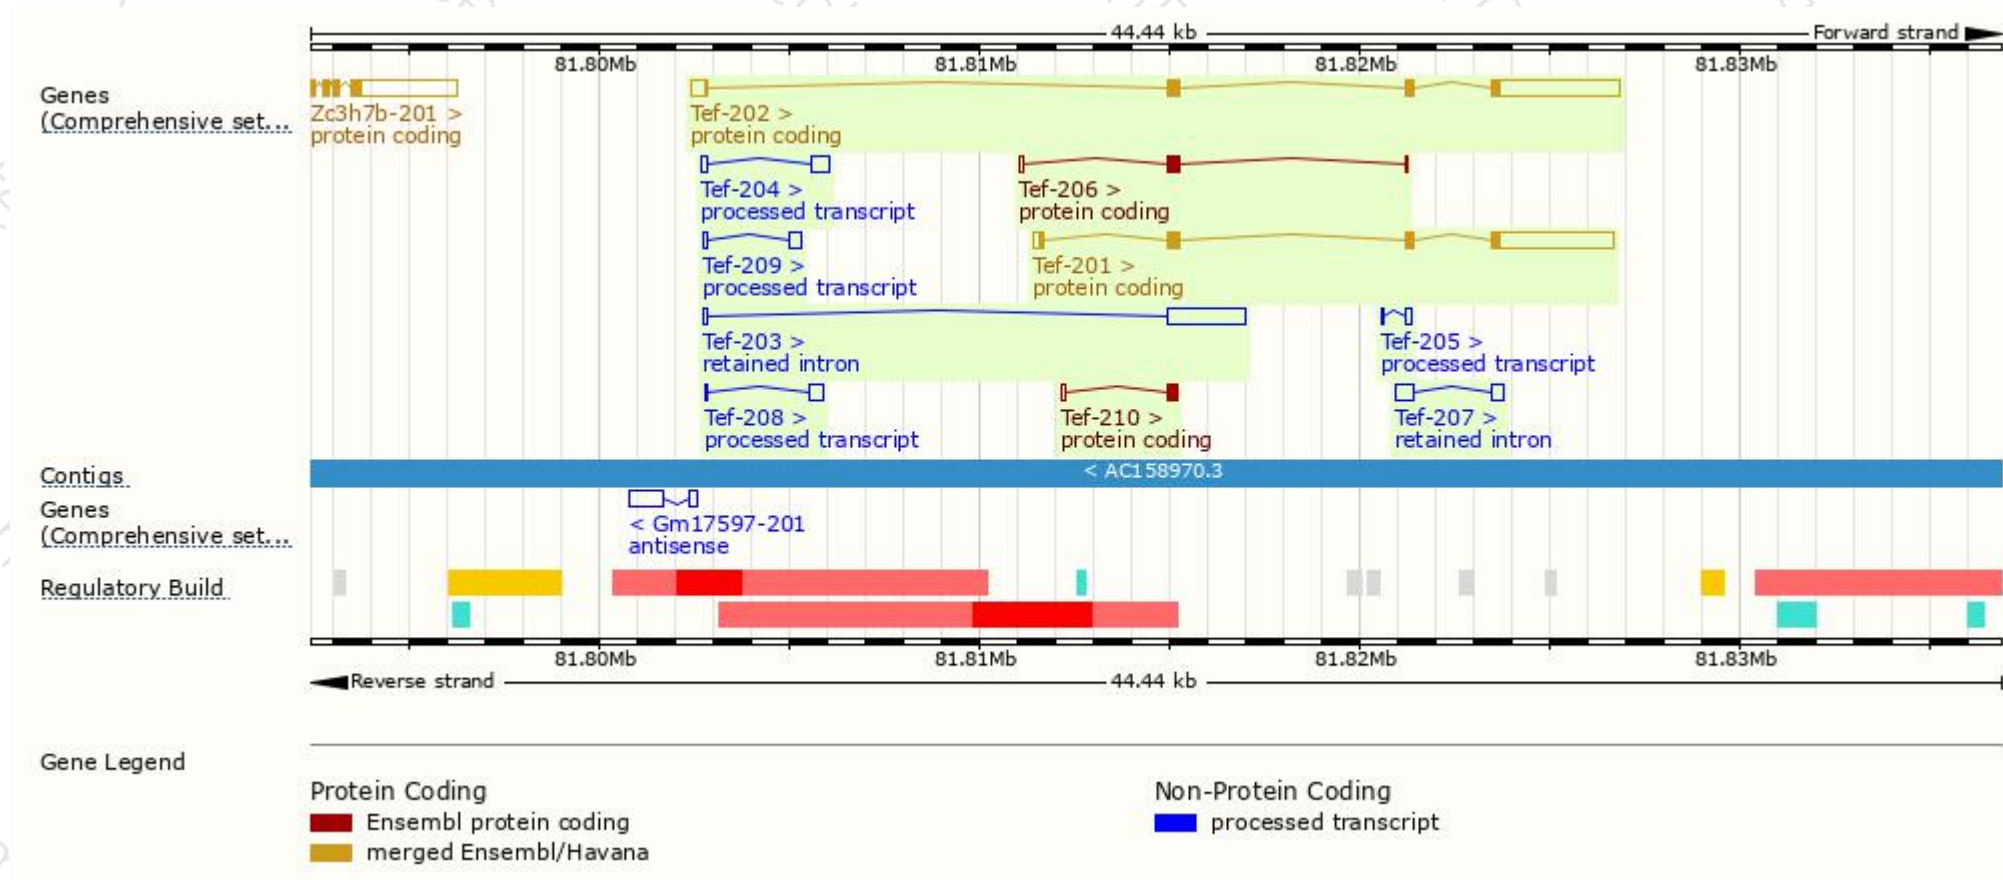 44.44 kb
Forward strand
81.80Mb 81.81Mb 81.82Mb 81.83Mb
Genes
(Comprehensive set...
Zc3h7b-201 >
protein coding
Tef-202 >
protein coding
Tef-204 >
processed transcript
Tef-206 >
protein coding
Tef-209 >
processed transcript
Tef-201 >
protein coding
Tef-203 >
retained intron
Tef-205 >
processed transcript
Tef-208 >
processed transcript
Tef-210 >
protein coding
Tef-207 >
retained intron
Contigs
< AC158970.3
Genes
(Comprehensive set...
< Gm17597-201
antisense
Regulatory Build
81.80Mb 81.81Mb 81.82Mb 81.83Mb
Reverse strand
44.44 kb
Gene Legend
Protein Coding
Ensembl protein coding
merged Ensembl/Havana
Non-Protein Coding
processed transcript